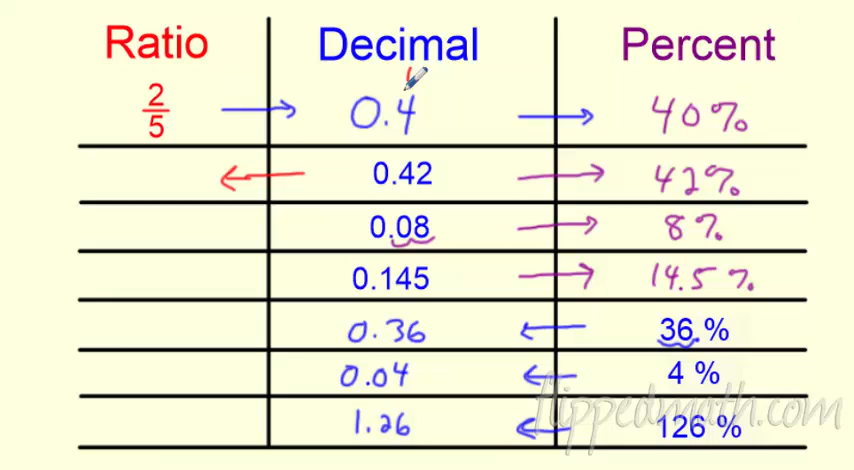 Ratio Decimal Percent
2/5 0.4 40%
0.42 42%
0.08 8%
0.145 14.5%
0.36 36.%
0.04 4 %
1.26 126 %
flippedmath.com